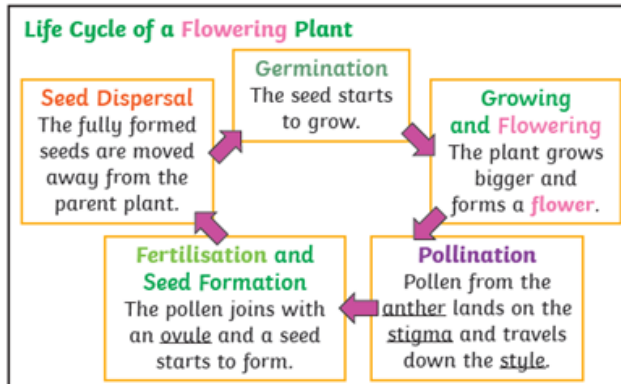 Life Cycle of a Flowering Plant
Germination
The seed starts
to grow.
Growing
and Flowering
The plant grows
bigger and
forms a flower.
Pollination
Pollen from the
anther lands on the
stigma and travels
down the style.
Fertilisation and
Seed Formation
The pollen joins with
an ovule and a seed
starts to form.
Seed Dispersal
The fully formed
seeds are moved
away from the
parent plant.